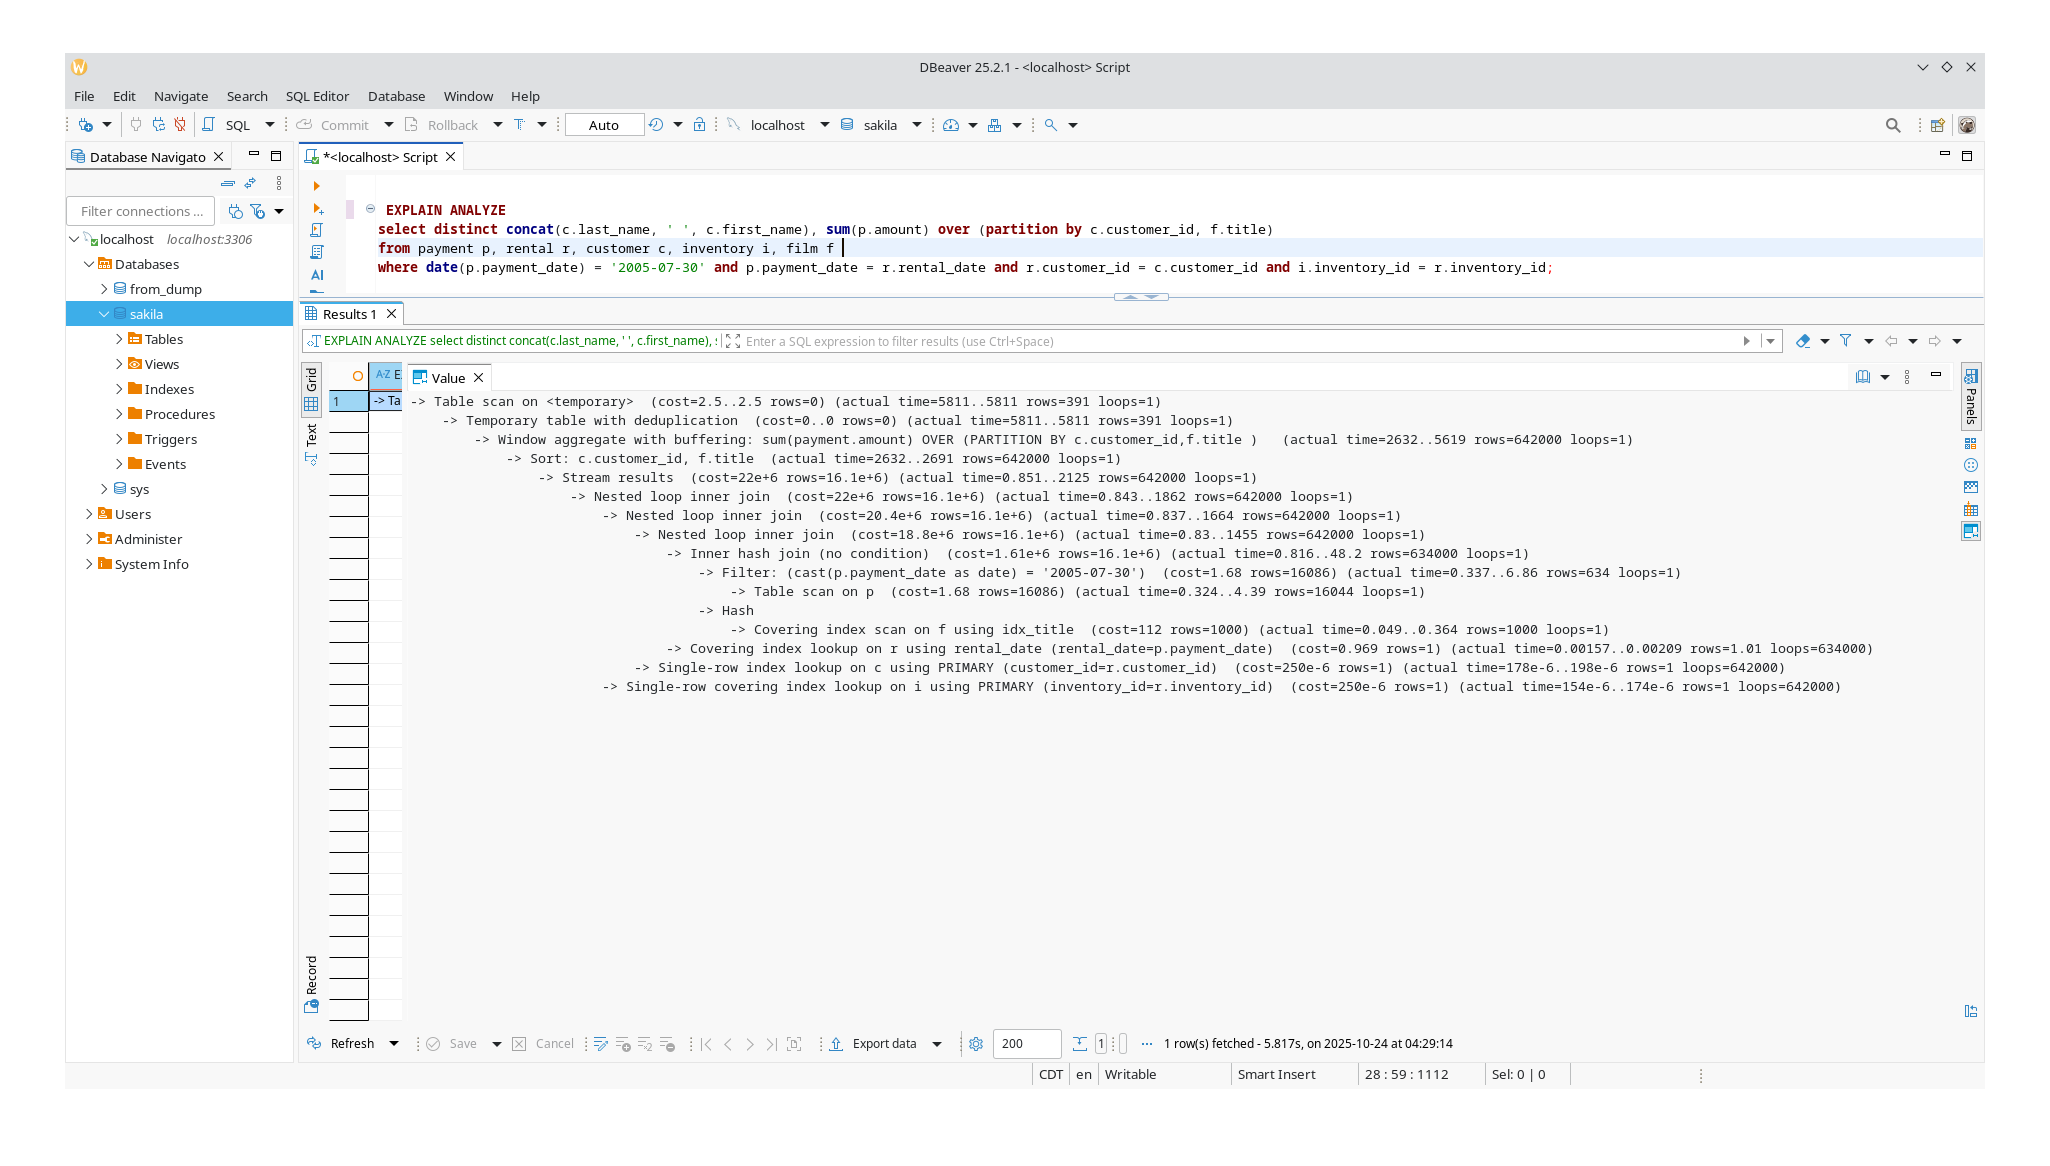 DBeaver 25.2.1 - <localhost> Script
File Edit Navigate Search SQL Editor Database Window Help
SQL Commit Rollback Auto localhost sakila
Database Navigato
*<localhost> Script
Filter connections ...
localhost localhost:3306
Databases
from_dump
sakila
Tables
Views
Indexes
Procedures
Triggers
Events
sys
Users
Administer
System Info
AI
EXPLAIN ANALYZE
select distinct concat(c.last_name, ' ', c.first_name), sum(p.amount) over (partition by c.customer_id, f.title)
from payment p, rental r, customer c, inventory i, film f
where date(p.payment_date) = '2005-07-30' and p.payment_date = r.rental_date and r.customer_id = c.customer_id and i.inventory_id = r.inventory_id;
Results 1
EXPLAIN ANALYZE select distinct concat(c.last_name, ' ', c.first_name), s
Enter a SQL expression to filter results (use Ctrl+Space)
Grid
Text
Record
A-Z E
1 -> Ta
Value
Panels
-> Table scan on <temporary> (cost=2.5..2.5 rows=0) (actual time=5811..5811 rows=391 loops=1)
-> Temporary table with deduplication (cost=0..0 rows=0) (actual time=5811..5811 rows=391 loops=1)
-> Window aggregate with buffering: sum(payment.amount) OVER (PARTITION BY c.customer_id,f.title ) (actual time=2632..5619 rows=642000 loops=1)
-> Sort: c.customer_id, f.title (actual time=2632..2691 rows=642000 loops=1)
-> Stream results (cost=22e+6 rows=16.1e+6) (actual time=0.851..2125 rows=642000 loops=1)
-> Nested loop inner join (cost=22e+6 rows=16.1e+6) (actual time=0.843..1862 rows=642000 loops=1)
-> Nested loop inner join (cost=20.4e+6 rows=16.1e+6) (actual time=0.837..1664 rows=642000 loops=1)
-> Nested loop inner join (cost=18.8e+6 rows=16.1e+6) (actual time=0.83..1455 rows=642000 loops=1)
-> Inner hash join (no condition) (cost=1.61e+6 rows=16.1e+6) (actual time=0.816..48.2 rows=634000 loops=1)
-> Filter: (cast(p.payment_date as date) = '2005-07-30') (cost=1.68 rows=16086) (actual time=0.337..6.86 rows=634 loops=1)
-> Table scan on p (cost=1.68 rows=16086) (actual time=0.324..4.39 rows=16044 loops=1)
-> Hash
-> Covering index scan on f using idx_title (cost=112 rows=1000) (actual time=0.049..0.364 rows=1000 loops=1)
-> Covering index lookup on r using rental_date (rental_date=p.payment_date) (cost=0.969 rows=1) (actual time=0.00157..0.00209 rows=1.01 loops=634000)
-> Single-row index lookup on c using PRIMARY (customer_id=r.customer_id) (cost=250e-6 rows=1) (actual time=178e-6..198e-6 rows=1 loops=642000)
-> Single-row covering index lookup on i using PRIMARY (inventory_id=r.inventory_id) (cost=250e-6 rows=1) (actual time=154e-6..174e-6 rows=1 loops=642000)
Refresh Save Cancel Export data 200 1 1 row(s) fetched - 5.817s, on 2025-10-24 at 04:29:14
CDT en Writable Smart Insert 28 : 59 : 1112 Sel: 0 | 0